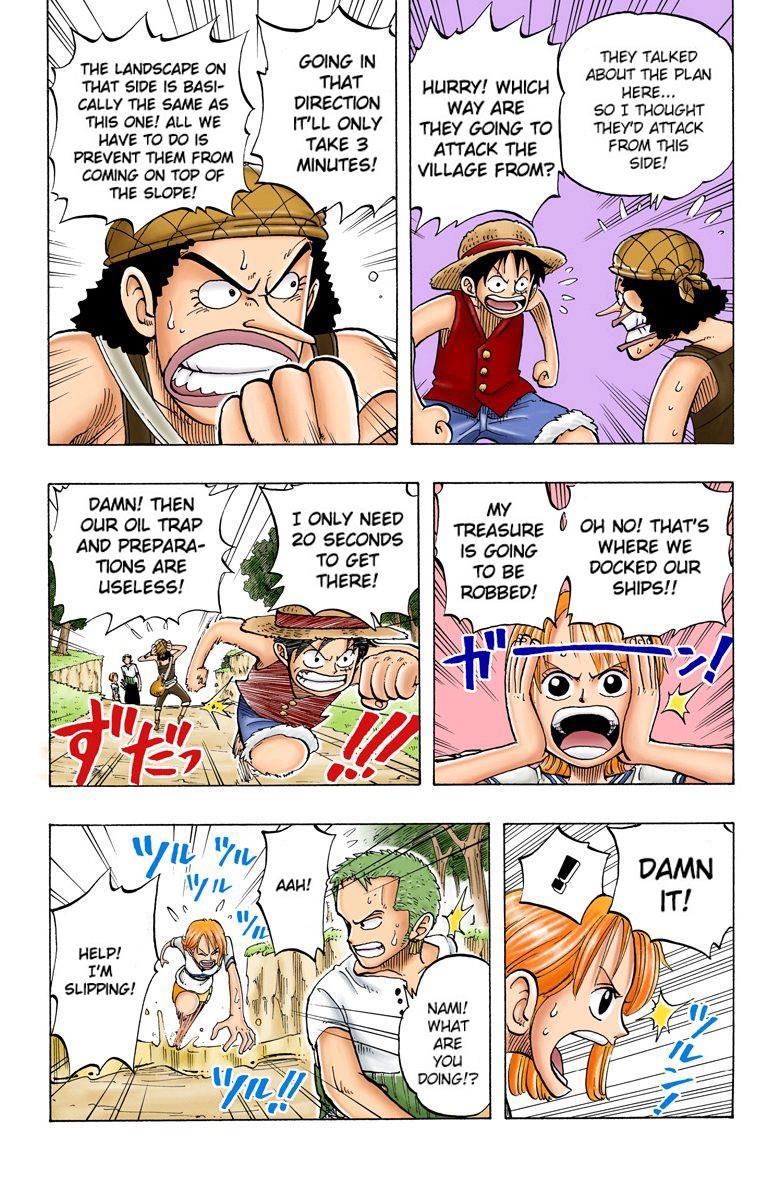 THEY TALKED
ABOUT THE PLAN
HERE...
SO I THOUGHT
THEY'D ATTACK
FROM THIS
SIDE!
HURRY! WHICH
WAY ARE
THEY GOING TO
ATTACK THE
VILLAGE FROM?
GOING IN
THAT
DIRECTION
IT'LL ONLY
TAKE 3
MINUTES!
THE LANDSCAPE ON
THAT SIDE IS BASI-
CALLY THE SAME AS
THIS ONE! ALL WE
HAVE TO DO IS
PREVENT THEM FROM
COMING ON TOP OF
THE SLOPE!
OH NO! THAT'S
WHERE WE
DOCKED OUR
SHIPS!!
MY
TREASURE
IS GOING
TO BE
ROBBED!
ガーーン!
I ONLY NEED
20 SECONDS
TO GET
THERE!
DAMN! THEN
OUR OIL TRAP
AND PREPARA-
TIONS ARE
USELESS!
ずだっ
!!!
DAMN
IT!
!
ツルン!
AAH!
NAMI!
WHAT
ARE
YOU
DOING!?
ツル
ツル
ツル
ツル
HELP!
I'M
SLIPPING!
ツル!!